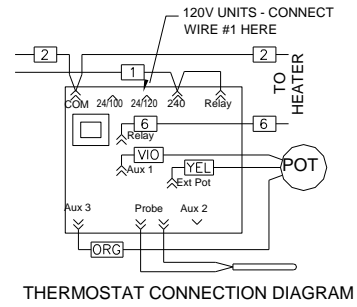 120V UNITS - CONNECT
WIRE #1 HERE
2
2
1
TO
HEATER
COM 24/100 24/120 240 Relay
6
6
Relay
VIO
Aux 1
YEL
POT
Ext Pot
Aux 3 Probe Aux 2
ORG
THERMOSTAT CONNECTION DIAGRAM